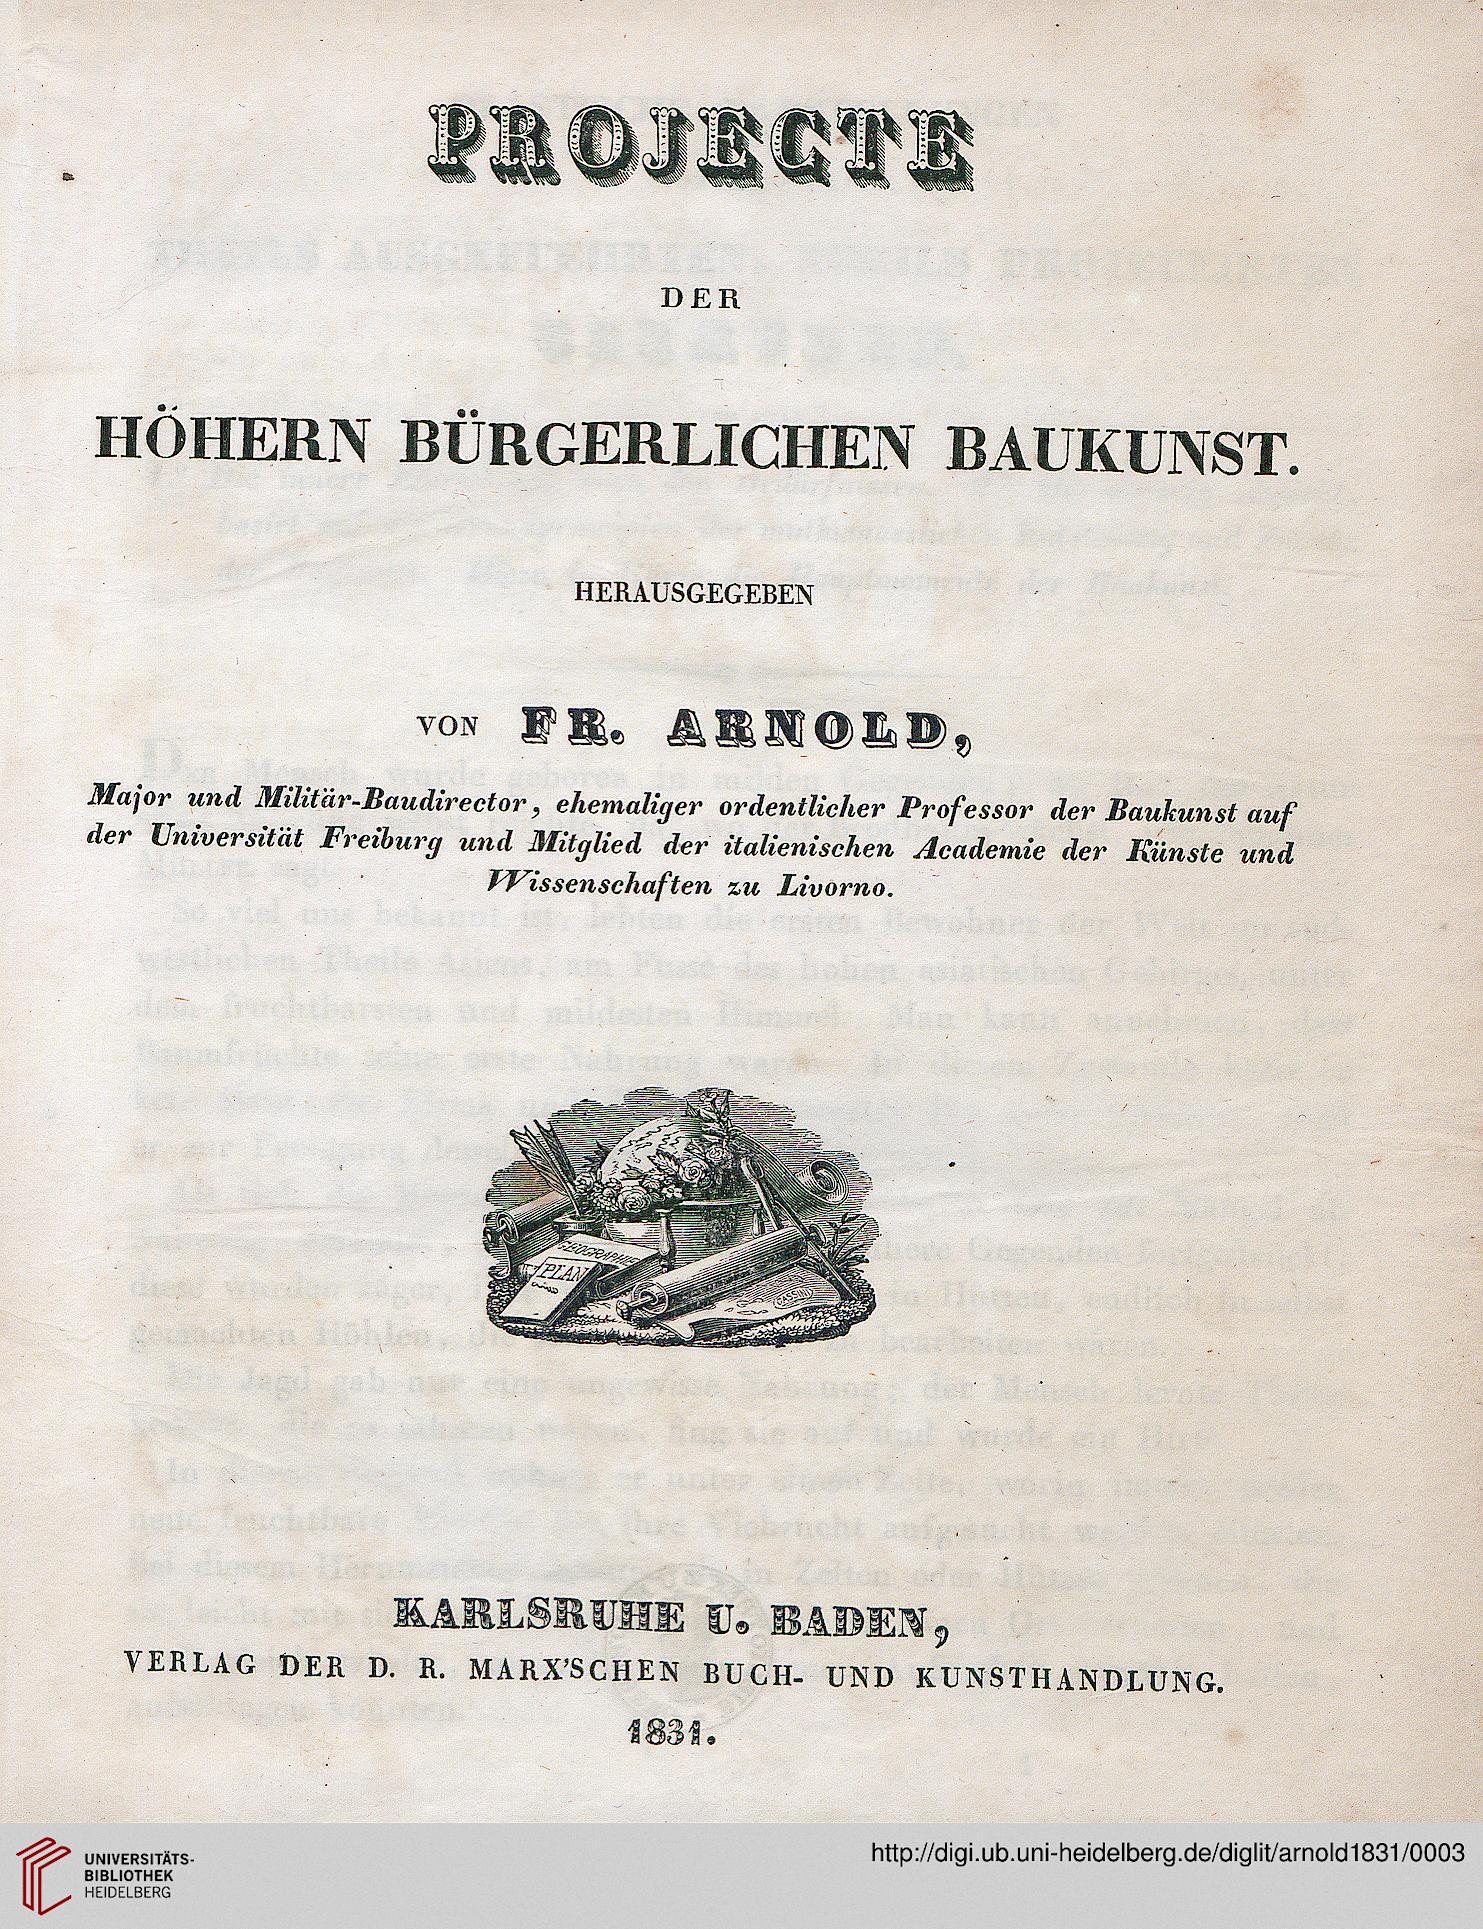 PROJECTE
DER
HÖHERN BÜRGERLICHEN BAUKUNST.
HERAUSGEGEBEN
VON FR. ARNOLD,
Major und Militär-Baudirector, ehemaliger ordentlicher Professor der Baukunst auf
der Universität Freiburg und Mitglied der italienischen Academie der Künste und
Wissenschaften zu Livorno.
GEOGRAPHIE
PLAN
CASSINI
KARLSRUHE U. BADEN,
VERLAG DER D. R. MARX'SCHEN BUCH- UND KUNSTHANDLUNG.
1831.
UNIVERSITÄTS-
BIBLIOTHEK
HEIDELBERG
http://digi.ub.uni-heidelberg.de/diglit/arnold1831/0003